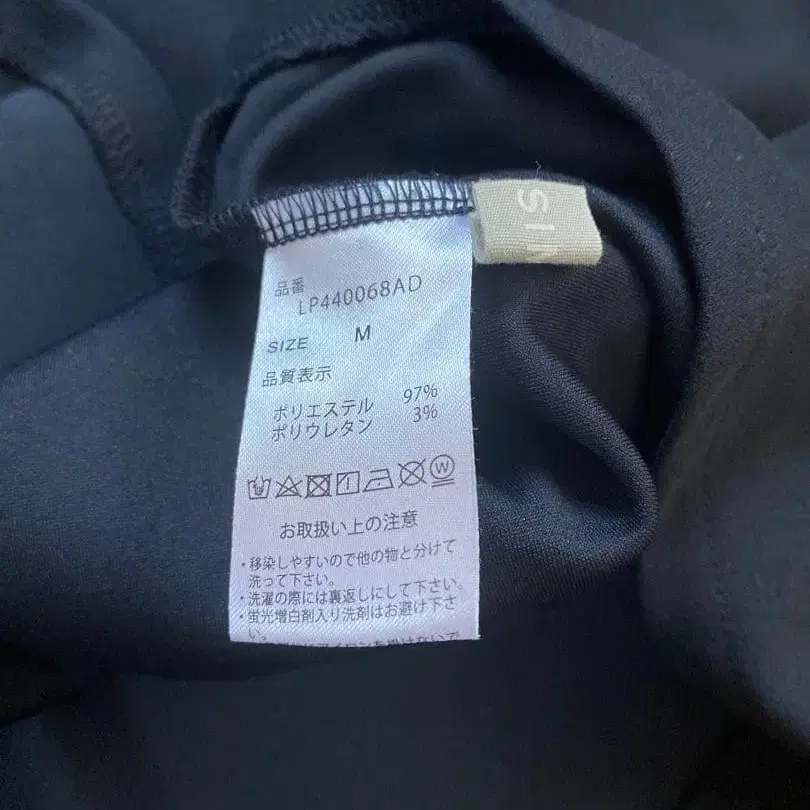 SI
品番
LP440068AD
SIZE M
品質表示
ポリエステル 97%
ポリウレタン 3%
W
お取扱い上の注意
・移染しやすいので他の物と分けて
洗って下さい。
・洗濯の際には裏返しにして下さい。
・蛍光増白剤入り洗剤はお避け下さ
い。